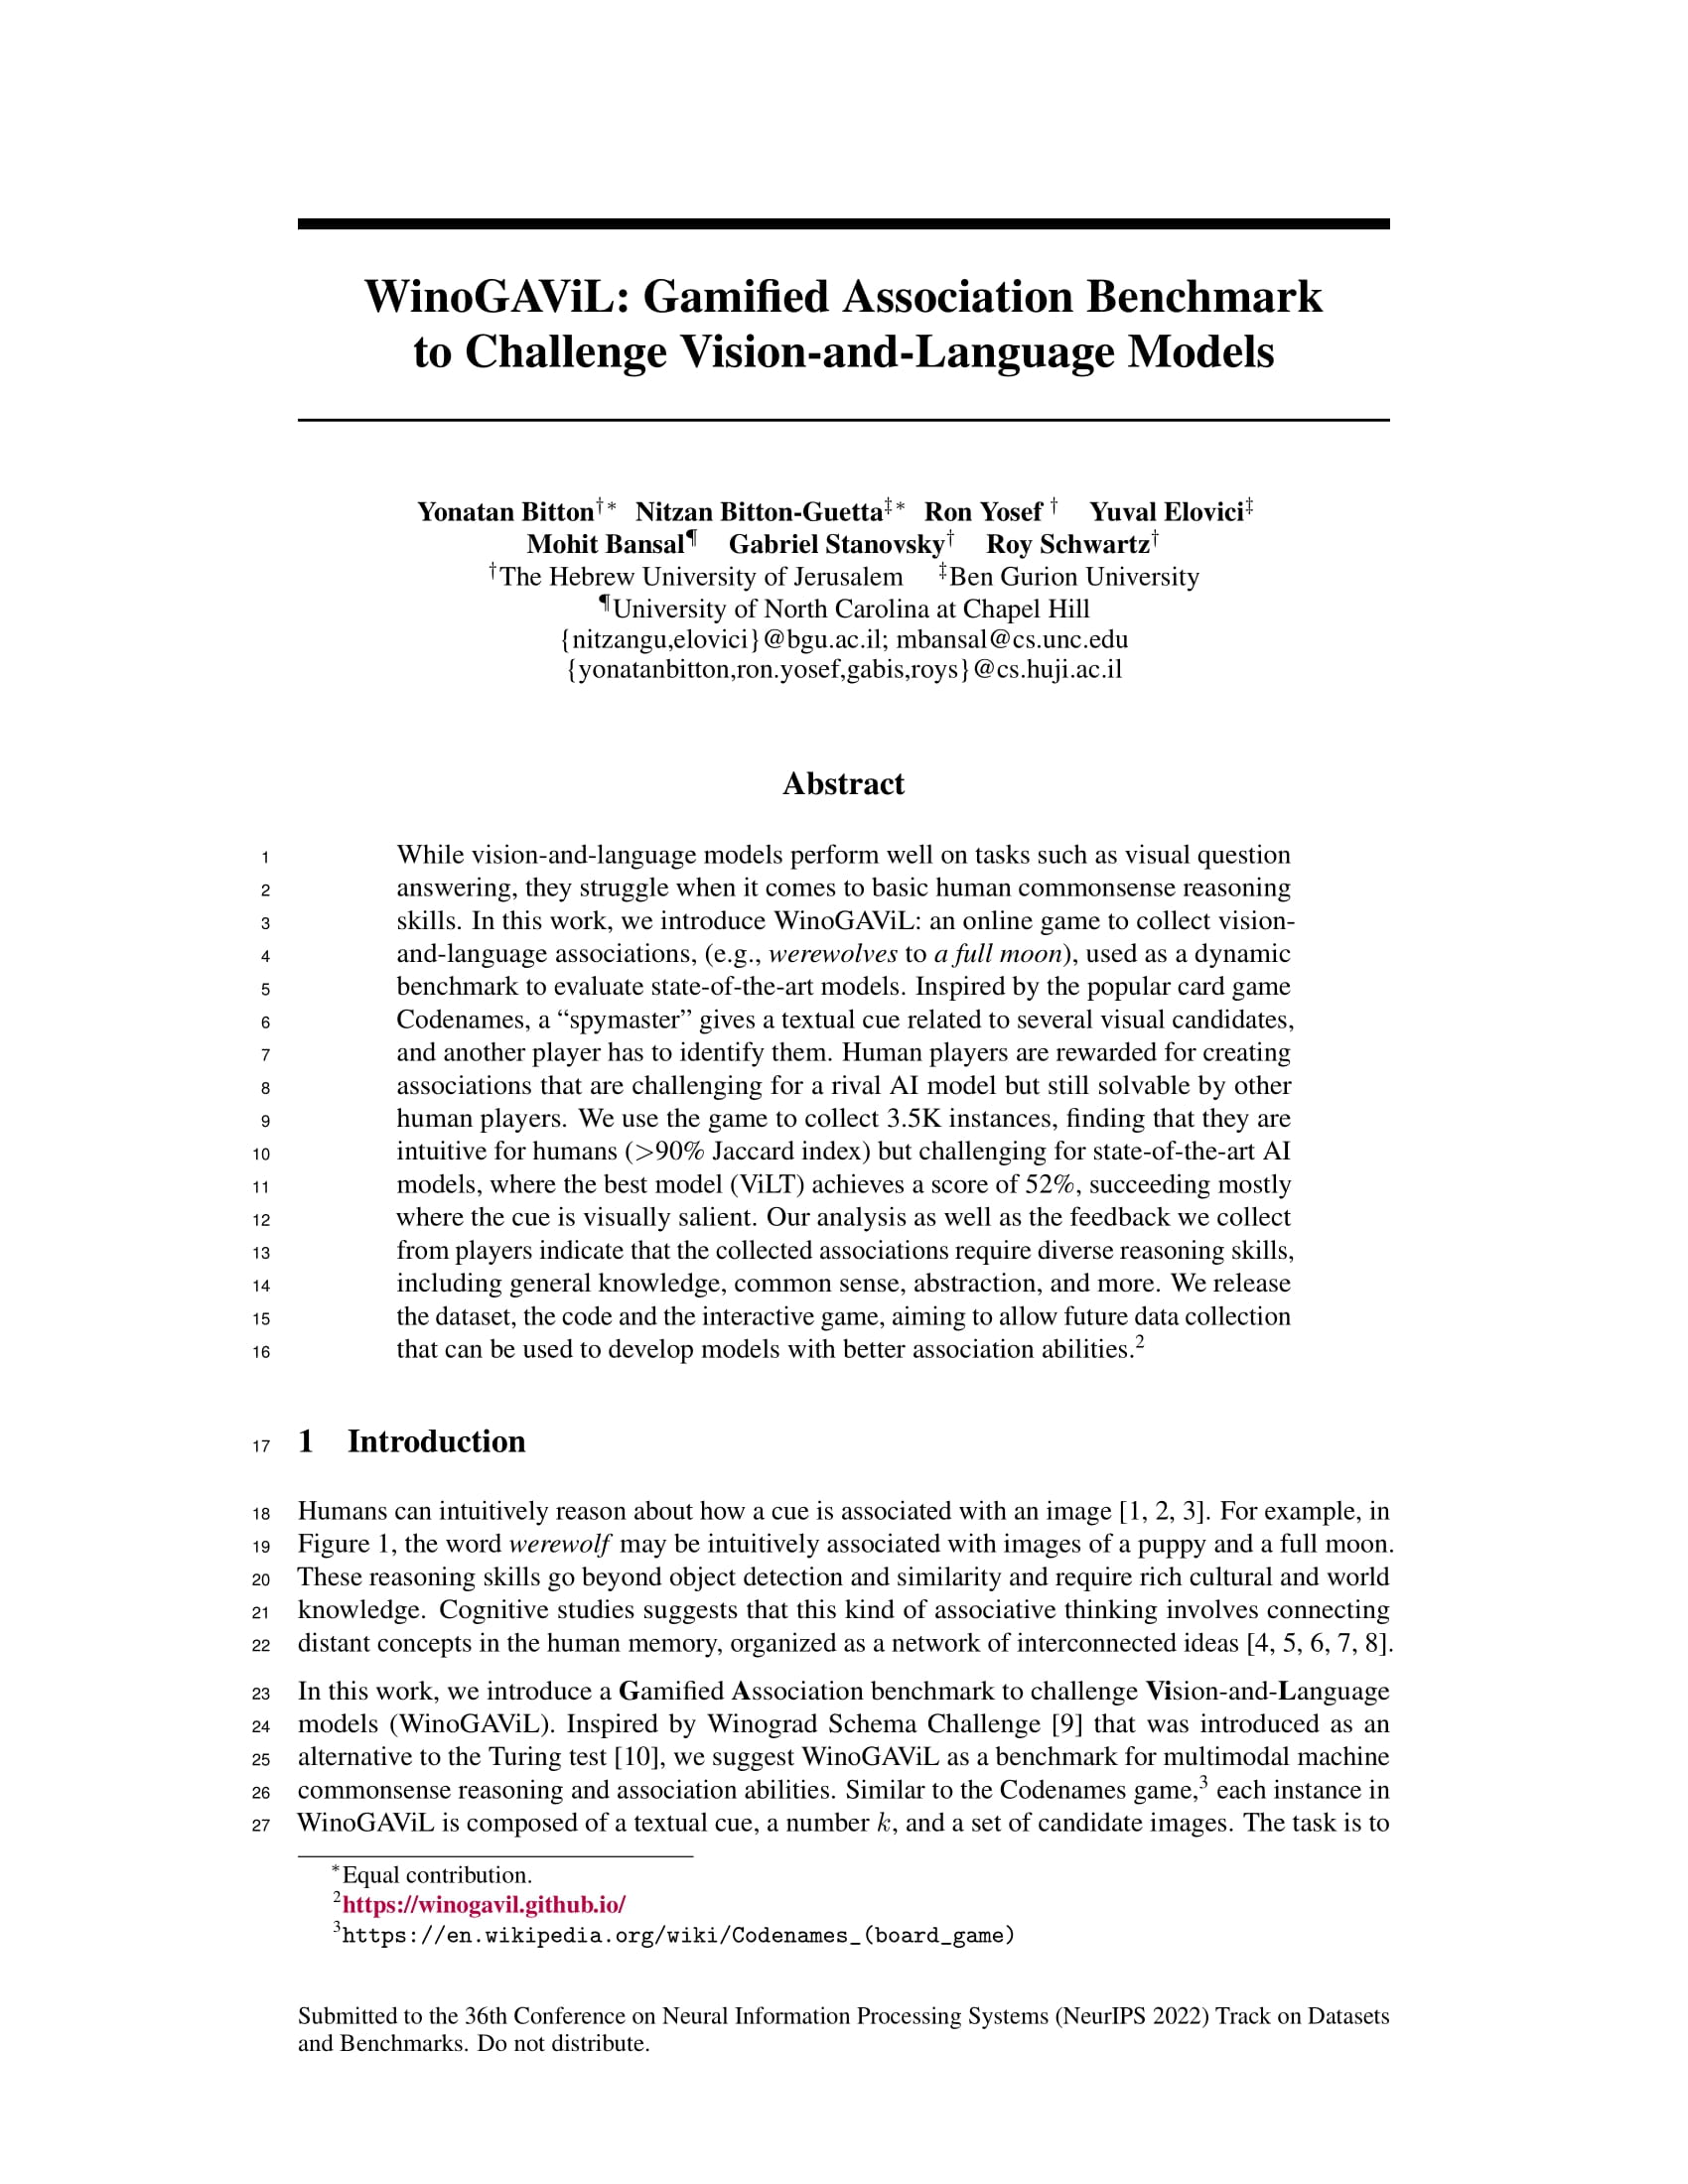 WinoGAViL: Gamified Association Benchmark
to Challenge Vision-and-Language Models
Yonatan Bitton†* Nitzan Bitton-Guetta‡* Ron Yosef † Yuval Elovici‡
Mohit Bansal¶ Gabriel Stanovsky† Roy Schwartz†
†The Hebrew University of Jerusalem ‡Ben Gurion University
¶University of North Carolina at Chapel Hill
{nitzangu,elovici}@bgu.ac.il; mbansal@cs.unc.edu
{yonatanbitton,ron.yosef,gabis,roys}@cs.huji.ac.il
Abstract
1 While vision-and-language models perform well on tasks such as visual question
2 answering, they struggle when it comes to basic human commonsense reasoning
3 skills. In this work, we introduce WinoGAViL: an online game to collect vision-
4 and-language associations, (e.g., werewolves to a full moon), used as a dynamic
5 benchmark to evaluate state-of-the-art models. Inspired by the popular card game
6 Codenames, a “spymaster” gives a textual cue related to several visual candidates,
7 and another player has to identify them. Human players are rewarded for creating
8 associations that are challenging for a rival AI model but still solvable by other
9 human players. We use the game to collect 3.5K instances, finding that they are
10 intuitive for humans (>90% Jaccard index) but challenging for state-of-the-art AI
11 models, where the best model (ViLT) achieves a score of 52%, succeeding mostly
12 where the cue is visually salient. Our analysis as well as the feedback we collect
13 from players indicate that the collected associations require diverse reasoning skills,
14 including general knowledge, common sense, abstraction, and more. We release
15 the dataset, the code and the interactive game, aiming to allow future data collection
16 that can be used to develop models with better association abilities.2
17 1 Introduction
18 Humans can intuitively reason about how a cue is associated with an image [1, 2, 3]. For example, in
19 Figure 1, the word werewolf may be intuitively associated with images of a puppy and a full moon.
20 These reasoning skills go beyond object detection and similarity and require rich cultural and world
21 knowledge. Cognitive studies suggests that this kind of associative thinking involves connecting
22 distant concepts in the human memory, organized as a network of interconnected ideas [4, 5, 6, 7, 8].
23 In this work, we introduce a Gamified Association benchmark to challenge Vision-and-Language
24 models (WinoGAViL). Inspired by Winograd Schema Challenge [9] that was introduced as an
25 alternative to the Turing test [10], we suggest WinoGAViL as a benchmark for multimodal machine
26 commonsense reasoning and association abilities. Similar to the Codenames game,3 each instance in
27 WinoGAViL is composed of a textual cue, a number k, and a set of candidate images. The task is to
*Equal contribution.
2https://winogavil.github.io/
3https://en.wikipedia.org/wiki/Codenames_(board_game)
Submitted to the 36th Conference on Neural Information Processing Systems (NeurIPS 2022) Track on Datasets
and Benchmarks. Do not distribute.